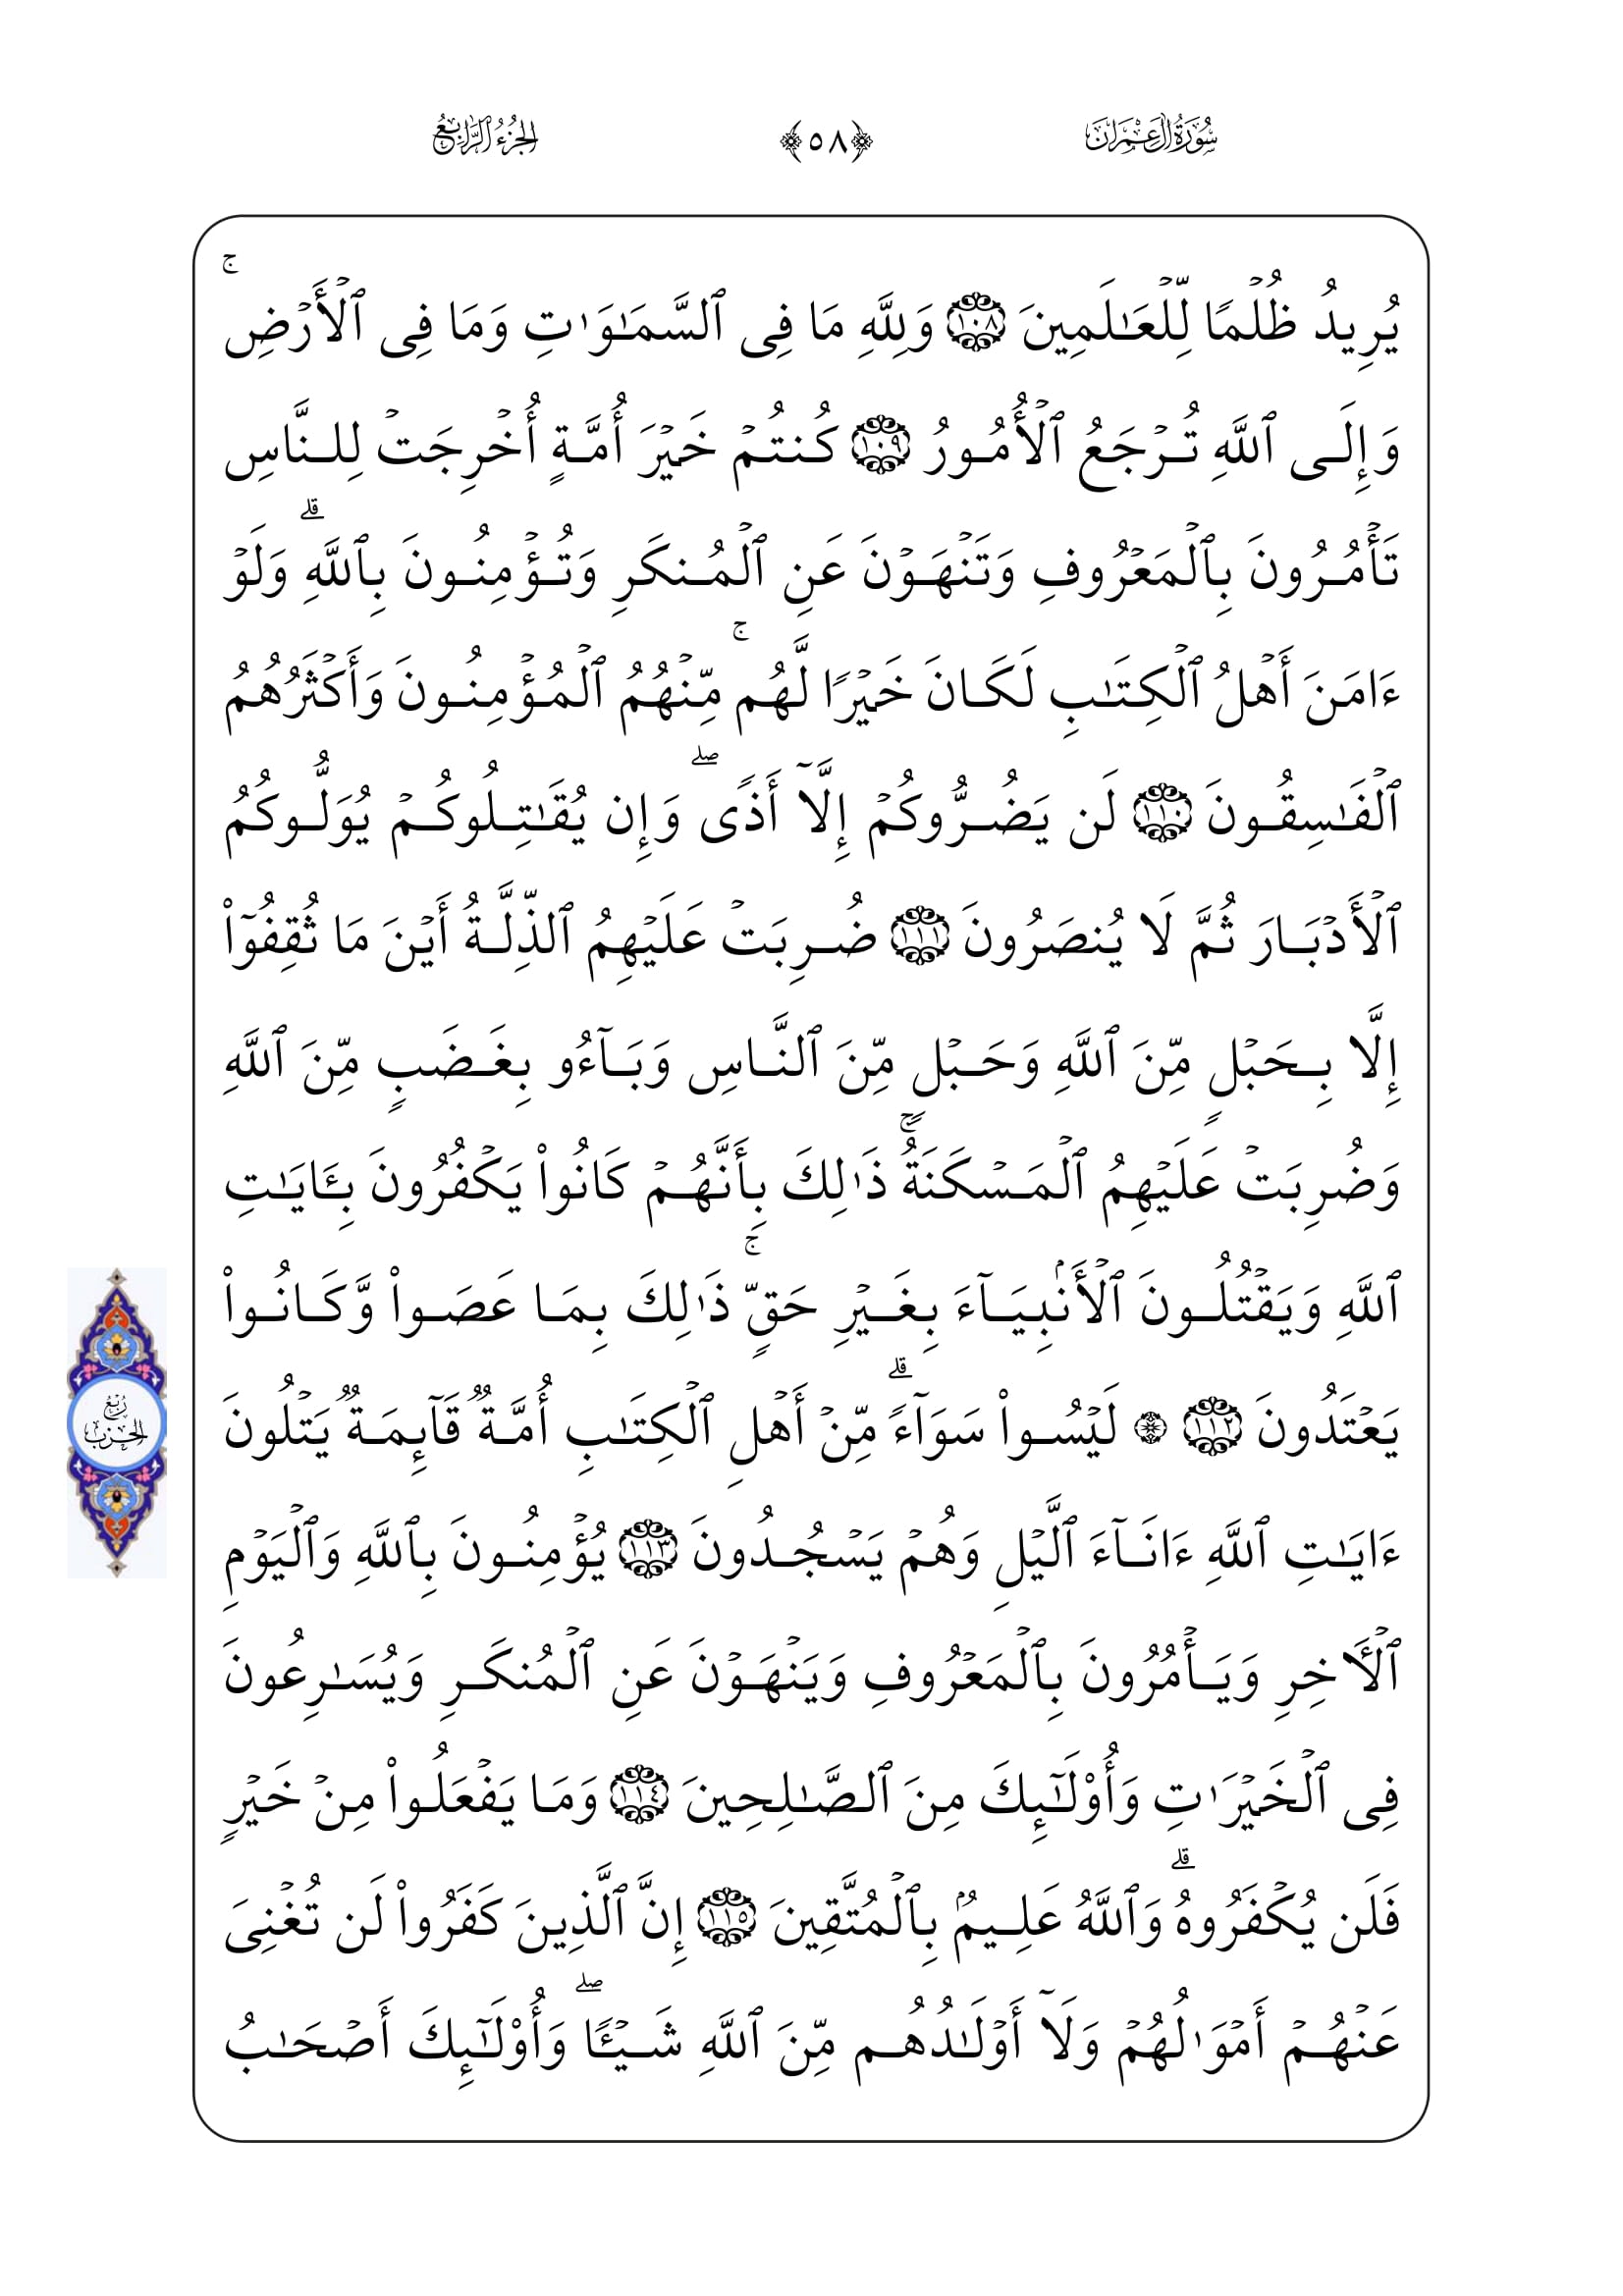 سُورَةُ آلِ عِمْرَانَ ﴿٥٨﴾ الجُزْءُ الرَّابِعُ
يُرِيدُ ظُلۡمًا لِّلۡعَـٰلَمِينَ ١٠٨ وَلِلَّهِ مَا فِى ٱلسَّمَـٰوَٰتِ وَمَا فِى ٱلۡأَرۡضِۚ
وَإِلَى ٱللَّهِ تُرۡجَعُ ٱلۡأُمُورُ ١٠٩ كُنتُمۡ خَيۡرَ أُمَّةٍ أُخۡرِجَتۡ لِلنَّاسِ
تَأۡمُرُونَ بِٱلۡمَعۡرُوفِ وَتَنۡهَوۡنَ عَنِ ٱلۡمُنكَرِ وَتُؤۡمِنُونَ بِٱللَّهِۗ وَلَوۡ
ءَامَنَ أَهۡلُ ٱلۡكِتَـٰبِ لَكَانَ خَيۡرًا لَّهُمۚ مِّنۡهُمُ ٱلۡمُؤۡمِنُونَ وَأَكۡثَرُهُمُ
ٱلۡفَـٰسِقُونَ ١١٠ لَن يَضُرُّوكُمۡ إِلَّآ أَذًىۖ وَإِن يُقَـٰتِلُوكُمۡ يُوَلُّوكُمُ
ٱلۡأَدۡبَارَ ثُمَّ لَا يُنصَرُونَ ١١١ ضُرِبَتۡ عَلَيۡهِمُ ٱلذِّلَّةُ أَيۡنَ مَا ثُقِفُوٓاْ
إِلَّا بِحَبۡلٍ مِّنَ ٱللَّهِ وَحَبۡلٍ مِّنَ ٱلنَّاسِ وَبَآءُو بِغَضَبٍ مِّنَ ٱللَّهِ
وَضُرِبَتۡ عَلَيۡهِمُ ٱلۡمَسۡكَنَةُۚ ذَٰلِكَ بِأَنَّهُمۡ كَانُواْ يَكۡفُرُونَ بِـَٔايَـٰتِ
ٱللَّهِ وَيَقۡتُلُونَ ٱلۡأَنۢبِيَآءَ بِغَيۡرِ حَقٍّۚ ذَٰلِكَ بِمَا عَصَواْ وَّكَانُواْ
يَعۡتَدُونَ ١١٢ ۞ لَيۡسُواْ سَوَآءًۗ مِّنۡ أَهۡلِ ٱلۡكِتَـٰبِ أُمَّةٌ قَآئِمَةٌ يَتۡلُونَ
رُبْعُ
الحِزْبِ
ءَايَـٰتِ ٱللَّهِ ءَانَآءَ ٱلَّيۡلِ وَهُمۡ يَسۡجُدُونَ ١١٣ يُؤۡمِنُونَ بِٱللَّهِ وَٱلۡيَوۡمِ
ٱلۡأَخِرِ وَيَأۡمُرُونَ بِٱلۡمَعۡرُوفِ وَيَنۡهَوۡنَ عَنِ ٱلۡمُنكَرِ وَيُسَـٰرِعُونَ
فِى ٱلۡخَيۡرَٰتِ وَأُوْلَـٰٓئِكَ مِنَ ٱلصَّـٰلِحِينَ ١١٤ وَمَا يَفۡعَلُواْ مِنۡ خَيۡرٍ
فَلَن يُكۡفَرُوهُۗ وَٱللَّهُ عَلِيمُۢ بِٱلۡمُتَّقِينَ ١١٥ إِنَّ ٱلَّذِينَ كَفَرُواْ لَن تُغۡنِىَ
عَنۡهُمۡ أَمۡوَٰلُهُمۡ وَلَآ أَوۡلَـٰدُهُم مِّنَ ٱللَّهِ شَيۡـًٔاۖ وَأُوْلَـٰٓئِكَ أَصۡحَـٰبُ